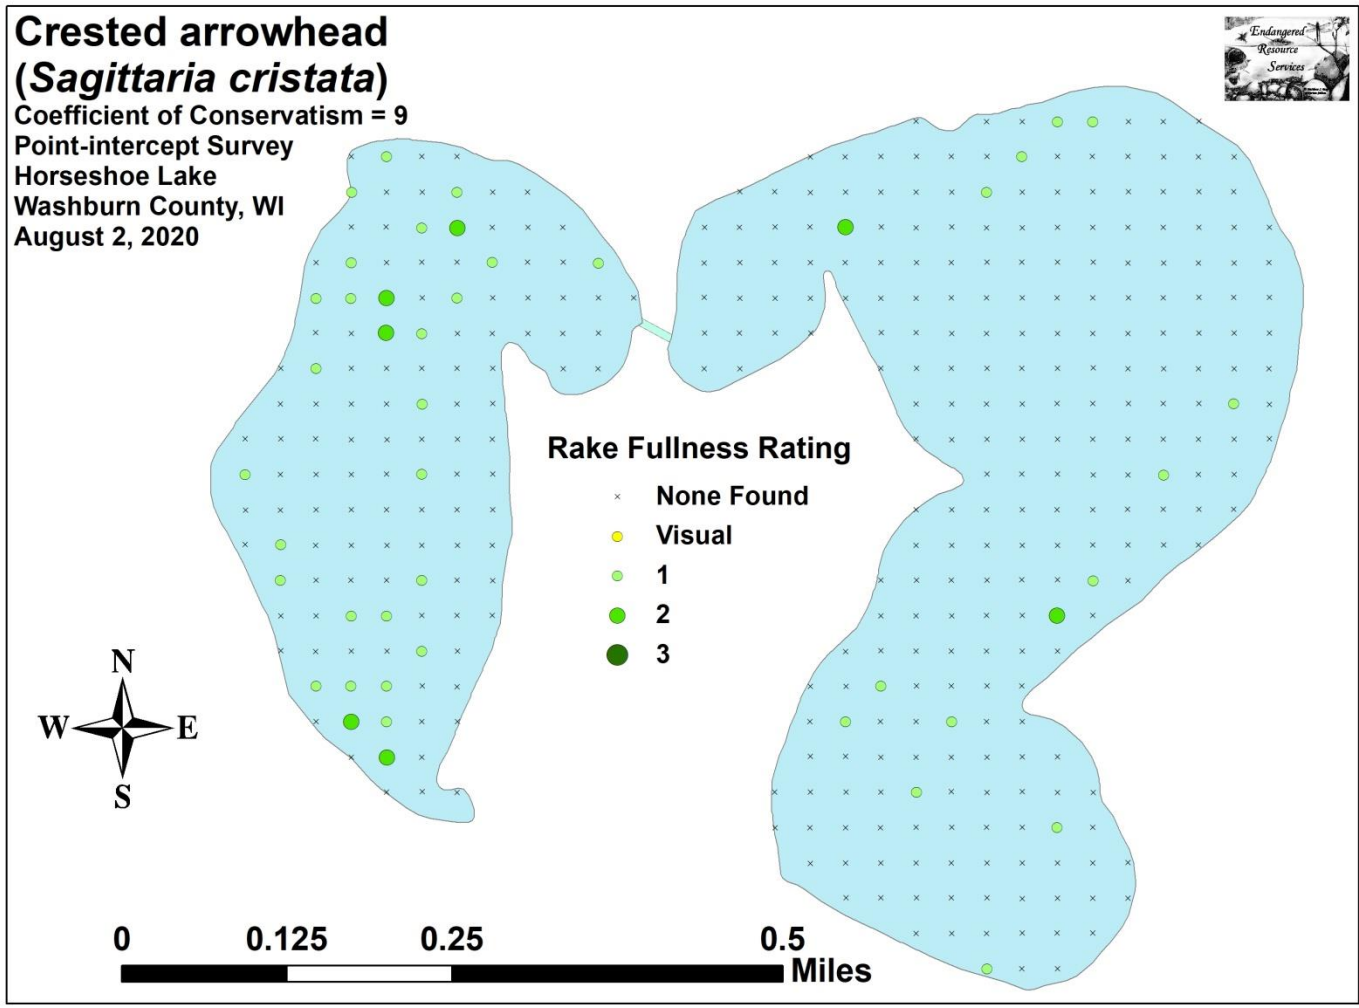 Crested arrowhead
(Sagittaria cristata)
Coefficient of Conservatism = 9
Point-intercept Survey
Horseshoe Lake
Washburn County, WI
August 2, 2020
Endangered
Resource
Services
Rake Fullness Rating
None Found
Visual
1
2
3
N
W E
S
0 0.125 0.25 0.5
Miles